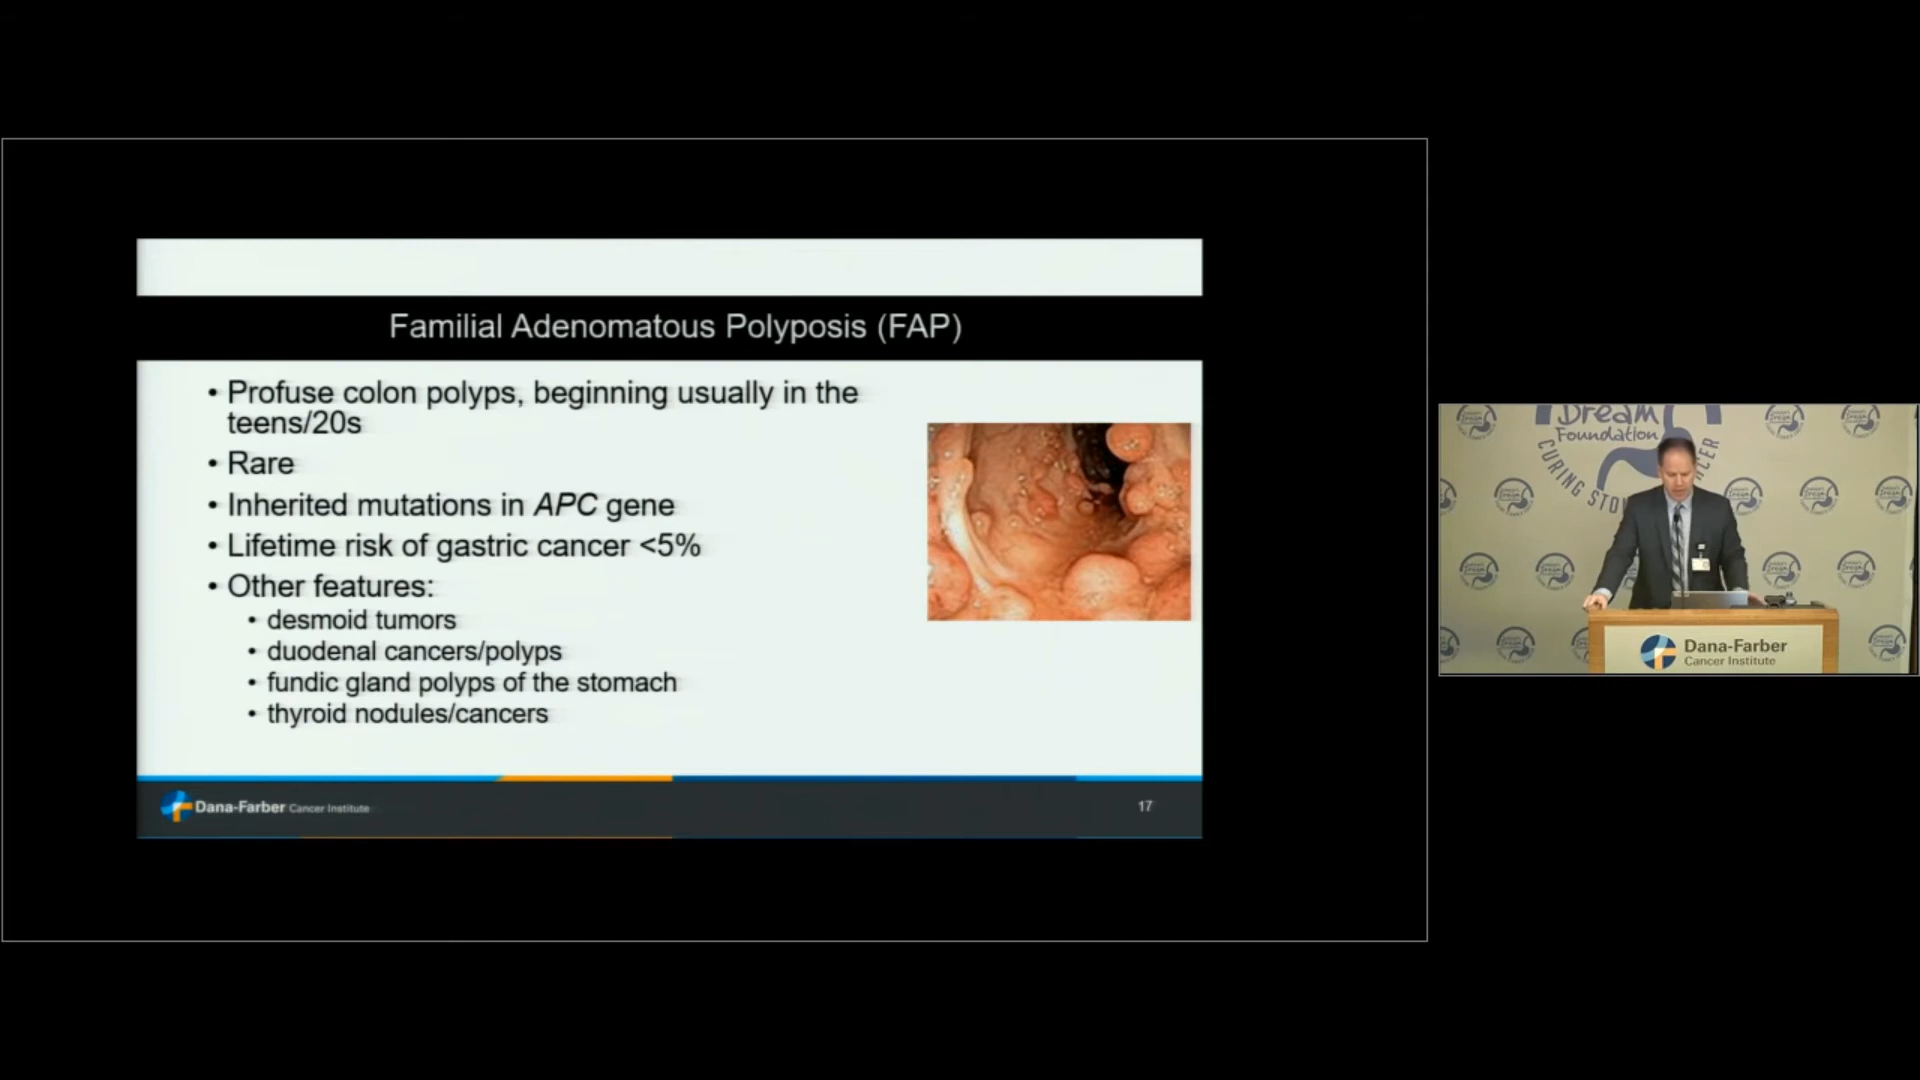 Familial Adenomatous Polyposis (FAP)
• Profuse colon polyps, beginning usually in the
teens/20s
• Rare
• Inherited mutations in APC gene
• Lifetime risk of gastric cancer <5%
• Other features:
• desmoid tumors
• duodenal cancers/polyps
• fundic gland polyps of the stomach
• thyroid nodules/cancers
Dana-Farber Cancer Institute
17
Dream
Foundation
CURING STO
CER
Dana-Farber
Cancer Institute